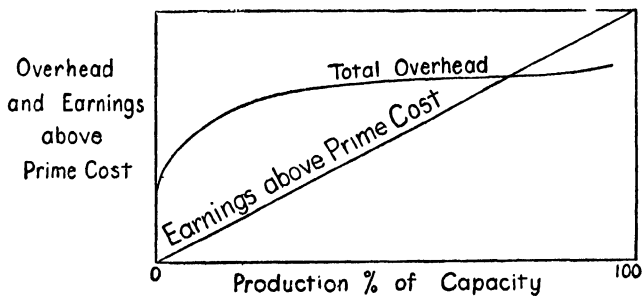 Overhead
and Earnings
above
Prime Cost
Total Overhead
Earnings above Prime Cost
0
100
Production % of Capacity